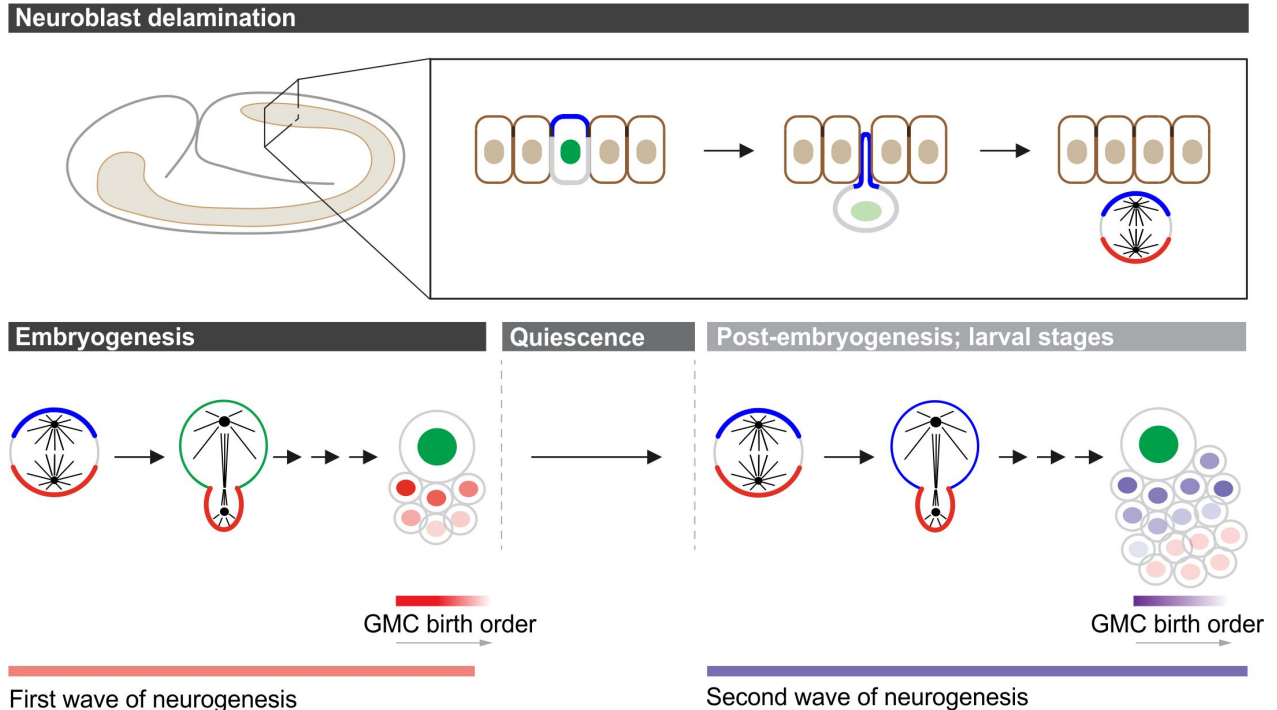 Neuroblast delamination
Embryogenesis
Quiescence
Post-embryogenesis; larval stages
GMC birth order
GMC birth order
First wave of neurogenesis
Second wave of neurogenesis